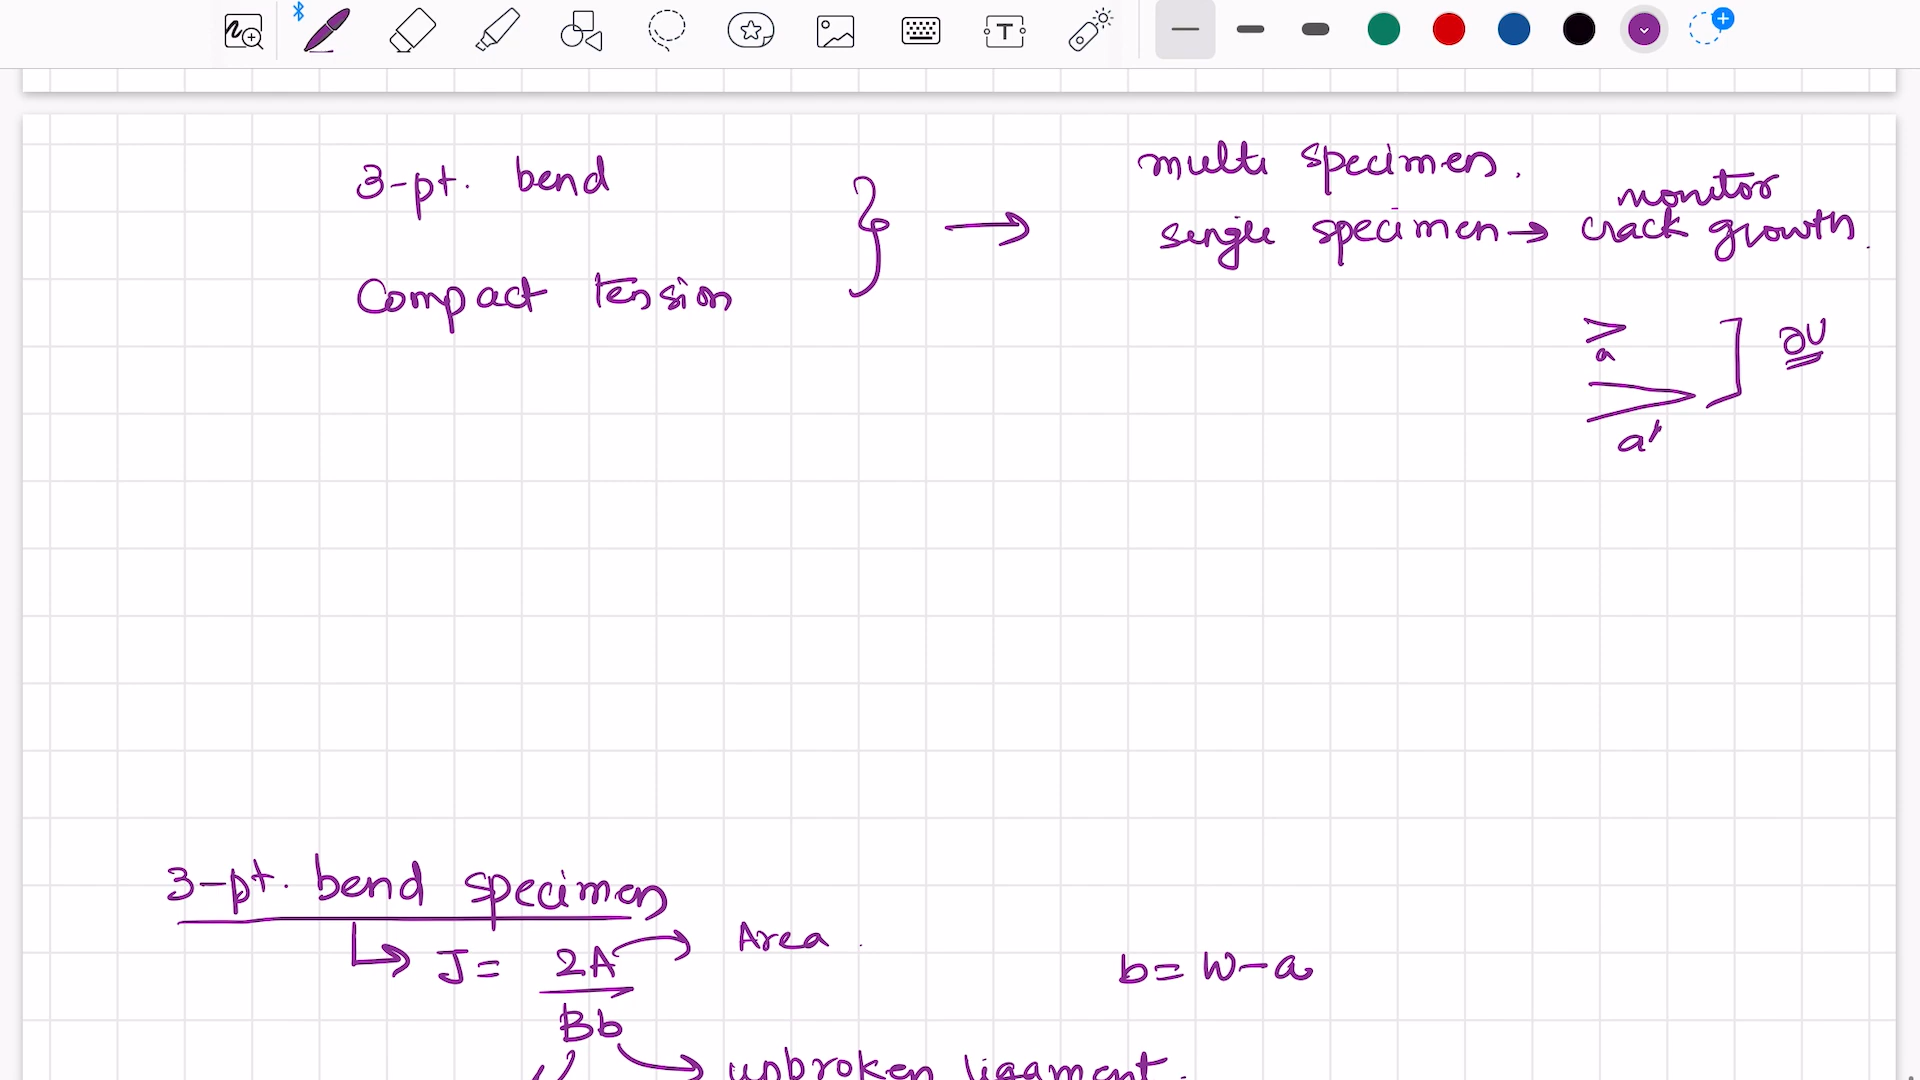 3-pt. bend
Compact tension
multi specimen.
single specimen → monitor crack growth.
a
a'
∂U
3-pt. bend specimen
J = 2A / Bb
Area.
b = W - a
unbroken ligament.